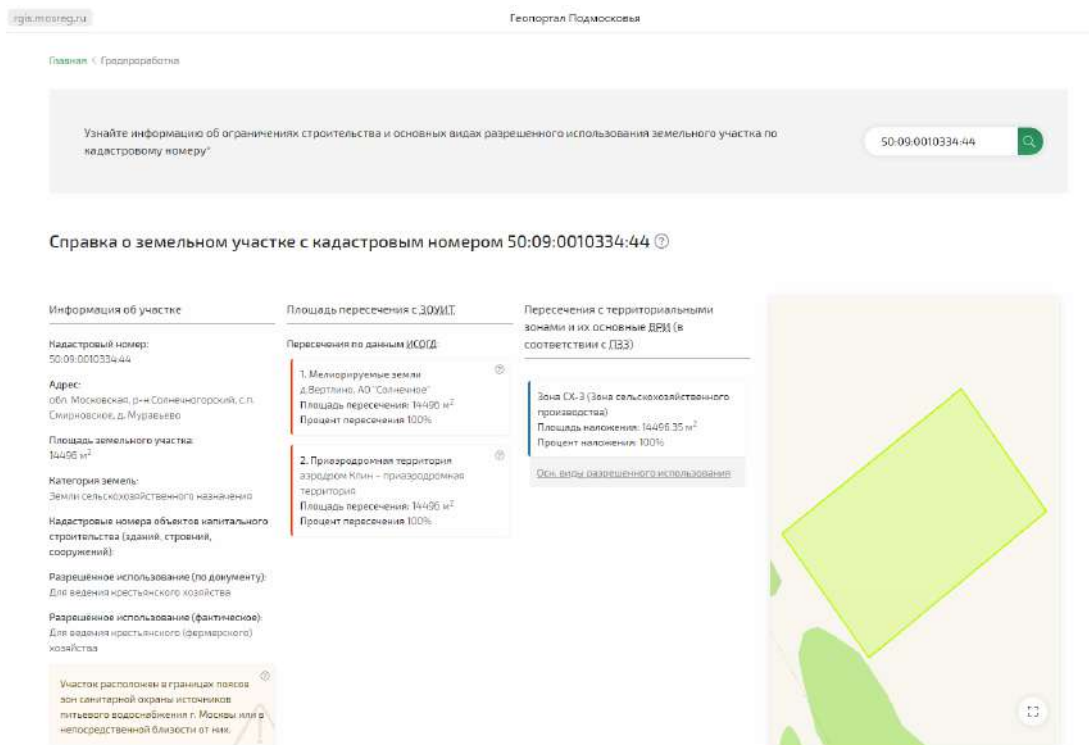 rgis.mosreg.ru
Геопортал Подмосковья
Главная < Градпроработка
Узнайте информацию об ограничениях строительства и основных видах разрешенного использования земельного участка по
кадастровому номеру*
50:09:0010334:44
Справка о земельном участке с кадастровым номером 50:09:0010334:44
Информация об участке
Кадастровый номер:
50:09:0010334:44
Адрес:
обл. Московская, р-н Солнечногорский, с.п.
Смирновское, д. Муравьево
Площадь земельного участка:
14496 м²
Категория земель:
Земли сельскохозяйственного назначения
Кадастровые номера объектов капитального
строительства (зданий, строений,
сооружений):
Разрешённое использование (по документу):
Для ведения крестьянского хозяйства
Разрешённое использование (фактическое):
Для ведения крестьянского (фермерского)
хозяйства
Участок расположен в границах поясов
зон санитарной охраны источников
питьевого водоснабжения г. Москвы или в
непосредственной близости от них.
Площадь пересечения с ЗОУИТ
Пересечения по данным ИСОГД
1. Мелиорируемые земли
д.Вертлино, АО "Солнечное"
Площадь пересечения: 14496 м²
Процент пересечения 100%
2. Приаэродромная территория
аэродром Клин – приаэродромная
территория
Площадь пересечения: 14496 м²
Процент пересечения 100%
Пересечения с территориальными
зонами и их основные ВРИ (в
соответствии с ПЗЗ)
Зона СХ-3 (Зона сельскохозяйственного
производства)
Площадь наложения: 14496.35 м²
Процент наложения: 100%
Осн. виды разрешенного использования